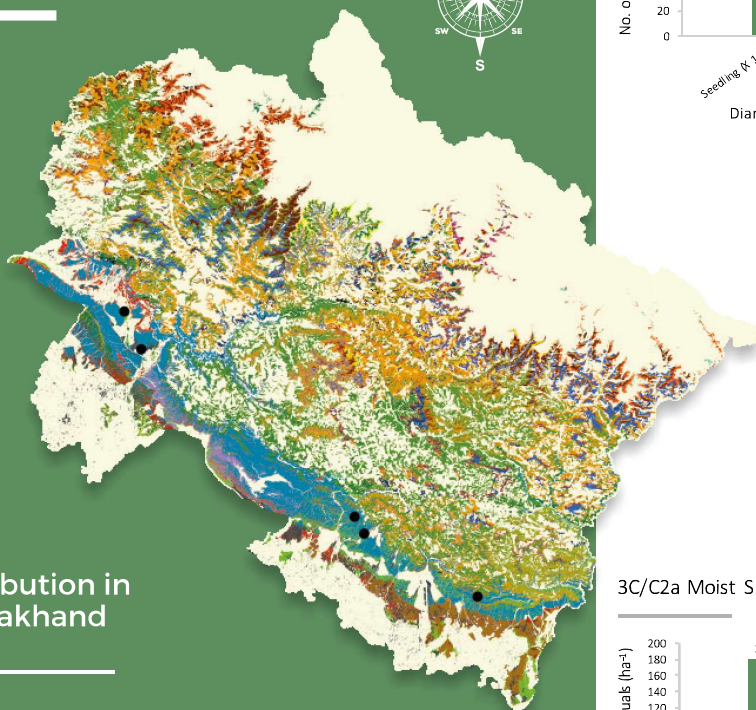 SW
SE
S
No. o
20
0
Seedling (X 1
Diar
bution in
akhand
3C/C2a Moist S
uals (ha⁻¹)
200
180
160
140
120